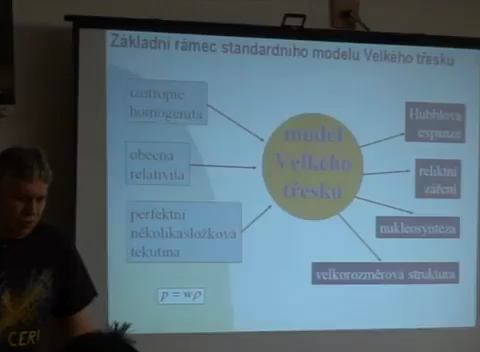 Základní rámec standardního modelu Velkého třesku
izotropie
homogenita
obecná
relativita
perfektní
několikasložková
tekutina
p = wρ
model
Velkého
třesku
Hubblova
expanze
reliktní
záření
nukleosyntéza
velkorozměrová struktura
CERN